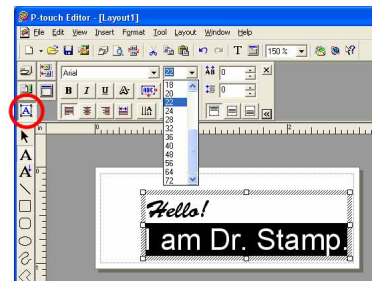 P-touch Editor - [Layout1]
File Edit View Insert Format Tool Layout Window Help
150 %
Arial 22 0
B I U
0
18
20
22
24
28
32
36
40
48
56
64
72
Hello!
I am Dr. Stamp.